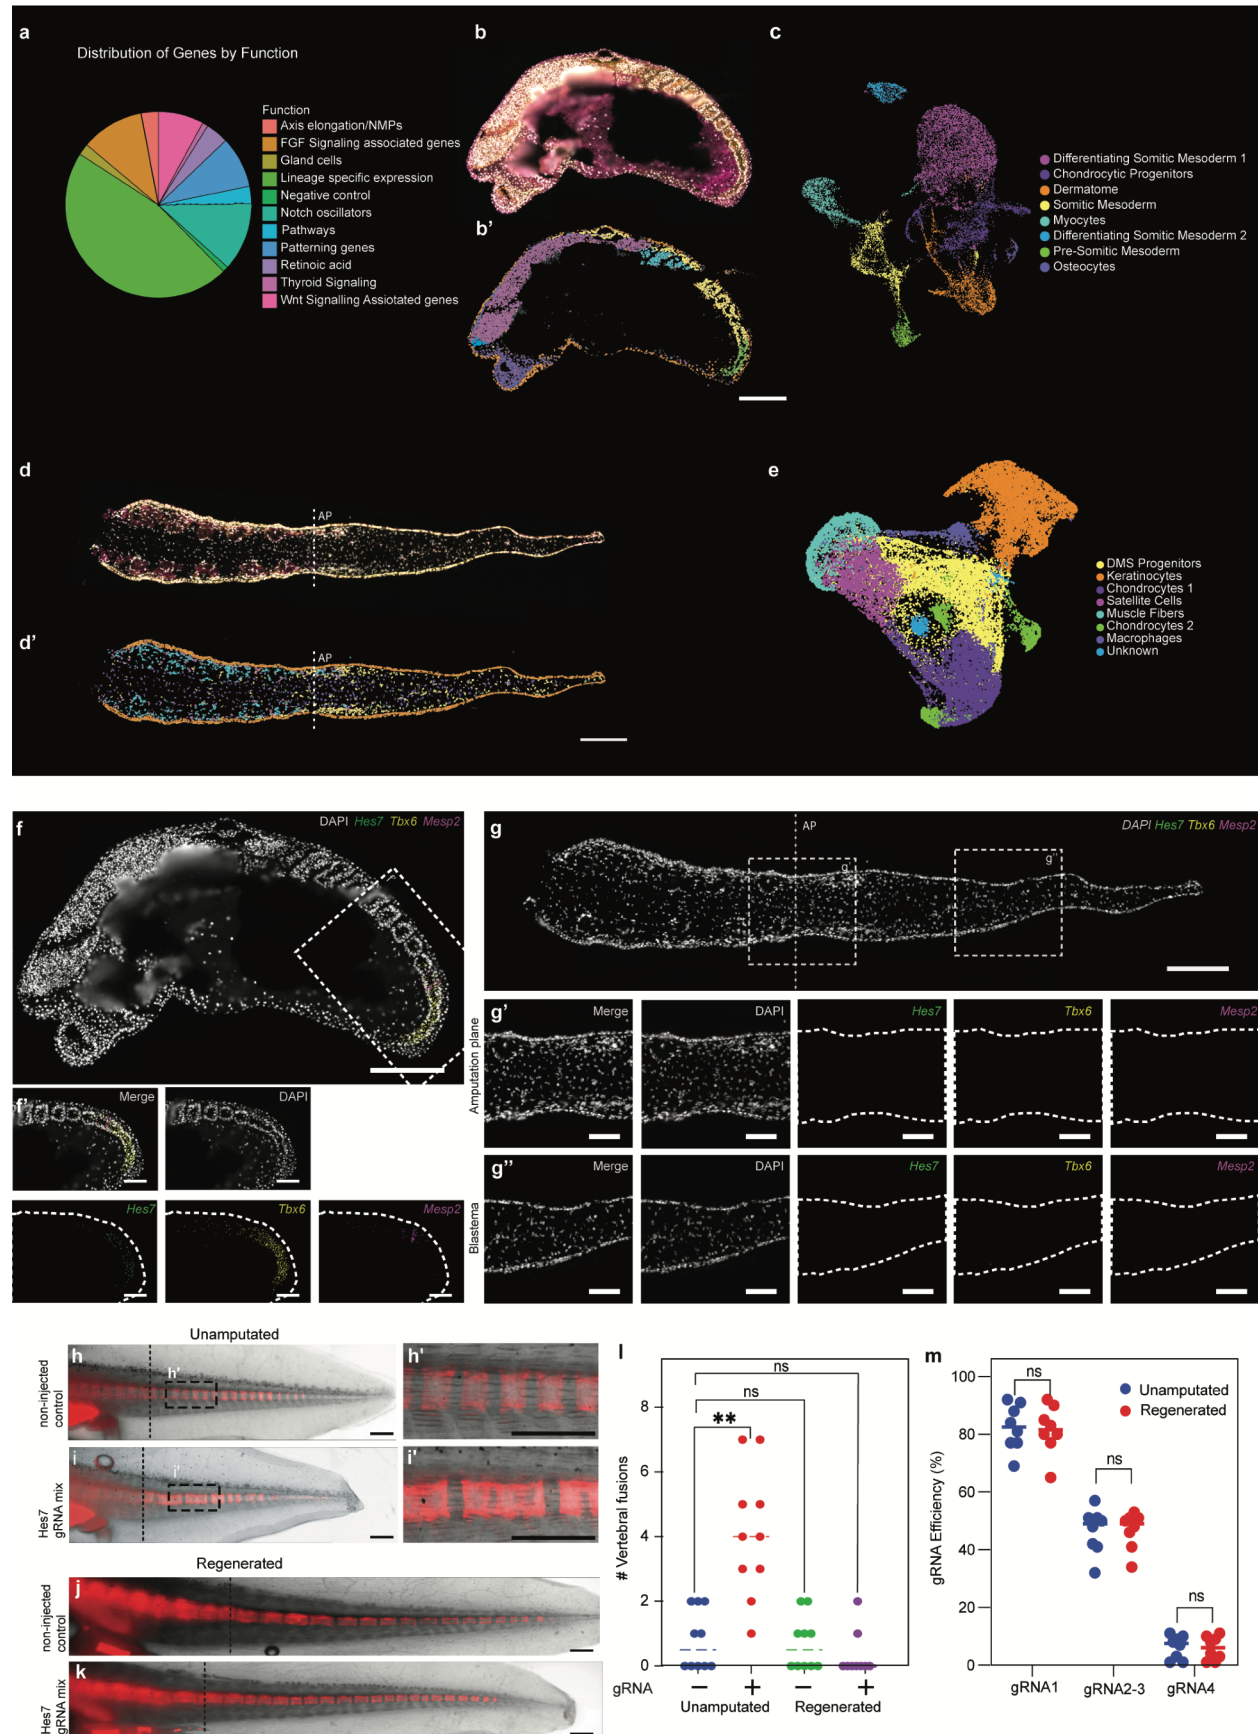 a
Distribution of Genes by Function
Function
Axis elongation/NMPs
FGF Signaling associated genes
Gland cells
Lineage specific expression
Negative control
Notch oscillators
Pathways
Patterning genes
Retinoic acid
Thyroid Signaling
Wnt Signalling Assiotated genes
b
b'
c
Differentiating Somitic Mesoderm 1
Chondrocytic Progenitors
Dermatome
Somitic Mesoderm
Myocytes
Differentiating Somitic Mesoderm 2
Pre-Somitic Mesoderm
Osteocytes
d
AP
d'
AP
e
DMS Progenitors
Keratinocytes
Chondrocytes 1
Satellite Cells
Muscle Fibers
Chondrocytes 2
Macrophages
Unknown
f
DAPI Hes7 Tbx6 Mesp2
f'
Merge
DAPI
Hes7
Tbx6
Mesp2
g
AP
DAPI Hes7 Tbx6 Mesp2
g'
g''
Amputation plane
g'
Merge
DAPI
Hes7
Tbx6
Mesp2
Blastema
g''
Merge
DAPI
Hes7
Tbx6
Mesp2
Unamputated
non-injected
control
h
h'
h'
Hes7
gRNA mix
i
i'
i'
Regenerated
non-injected
control
j
Hes7
gRNA mix
k
l
# Vertebral fusions
8
6
4
2
0
ns
ns
**
gRNA
− + − +
Unamputated
Regenerated
m
gRNA Efficiency (%)
100
80
60
40
20
0
ns
ns
ns
Unamputated
Regenerated
gRNA1
gRNA2-3
gRNA4